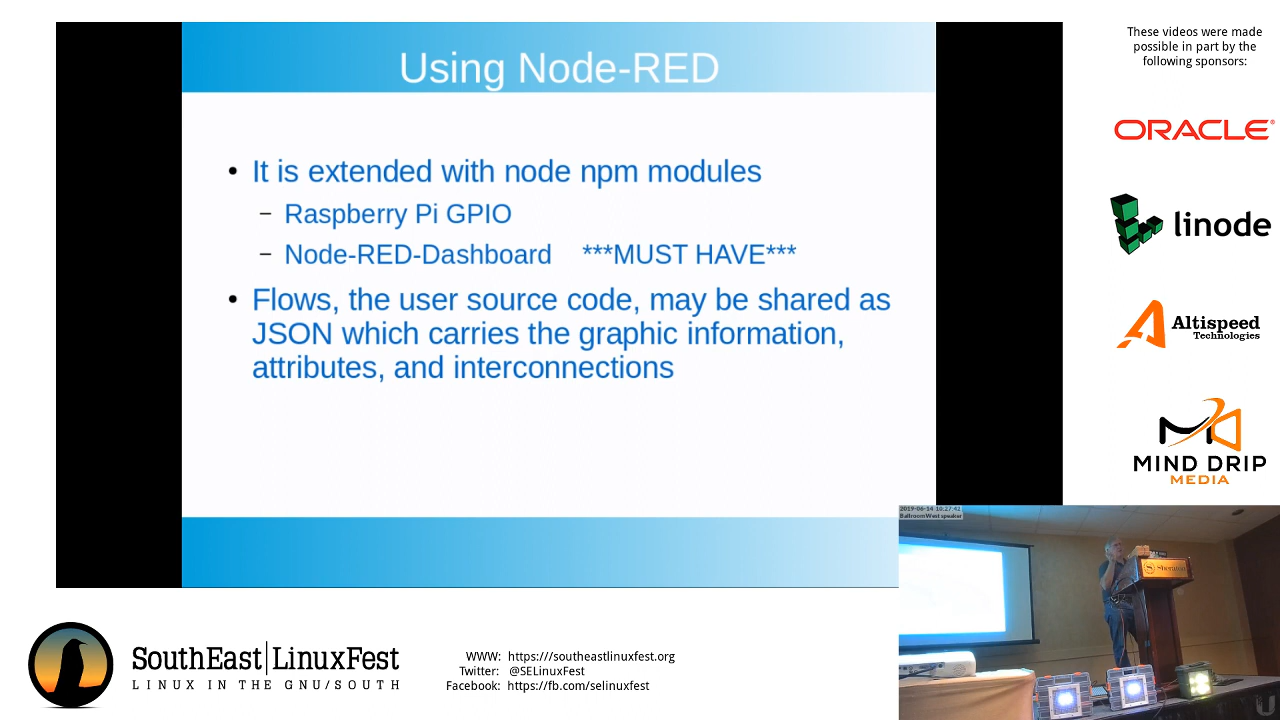 These videos were made
possible in part by the
following sponsors:
Using Node-RED
It is extended with node npm modules
Raspberry Pi GPIO
Node-RED-Dashboard ***MUST HAVE***
Flows, the user source code, may be shared as
JSON which carries the graphic information,
attributes, and interconnections
ORACLE®
linode
Altispeed
Technologies
MIND DRIP
MEDIA
2019-06-14 10:27:42
BallroomWest speaker
Sheraton
SouthEast LinuxFest
LINUX IN THE GNU/SOUTH
WWW: https://southeastlinuxfest.org
Twitter: @SELinuxFest
Facebook: https://fb.com/selinuxfest